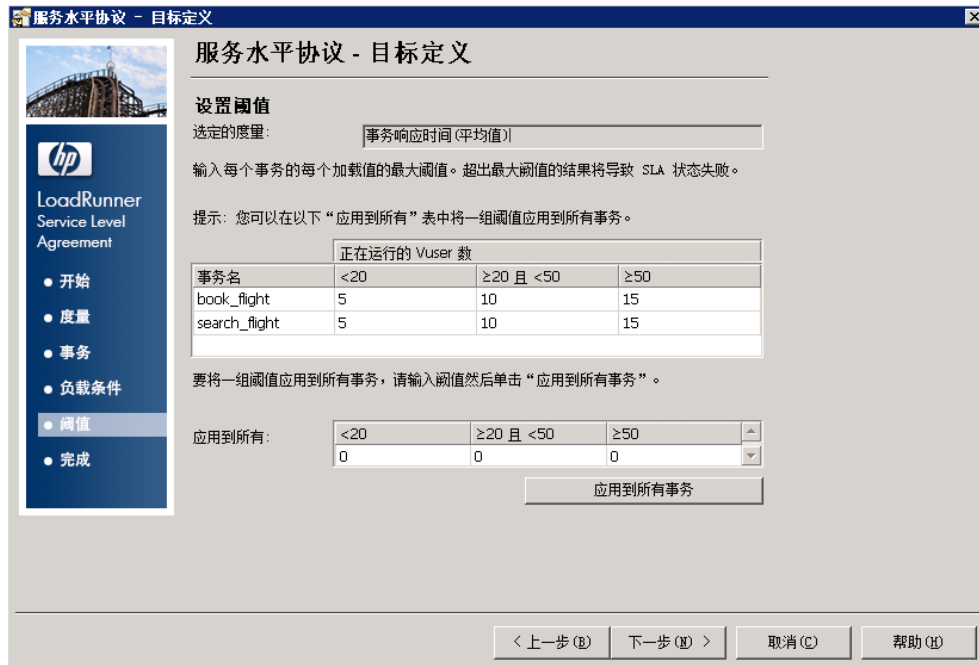 服务水平协议 - 目标定义
服务水平协议 - 目标定义
设置阈值
选定的度量:
事务响应时间(平均值)
输入每个事务的每个加载值的最大阈值。超出最大阈值的结果将导致 SLA 状态失败。
提示: 您可以在以下“应用到所有”表中将一组阈值应用到所有事务。
正在运行的 Vuser 数
事务名 <20 ≥20 且 <50 ≥50
book_flight 5 10 15
search_flight 5 10 15
要将一组阈值应用到所有事务，请输入阈值然后单击“应用到所有事务”。
应用到所有:
<20 ≥20 且 <50 ≥50
0 0 0
应用到所有事务
hp
LoadRunner
Service Level
Agreement
开始
度量
事务
负载条件
阈值
完成
< 上一步(B)
下一步(N) >
取消(C)
帮助(H)